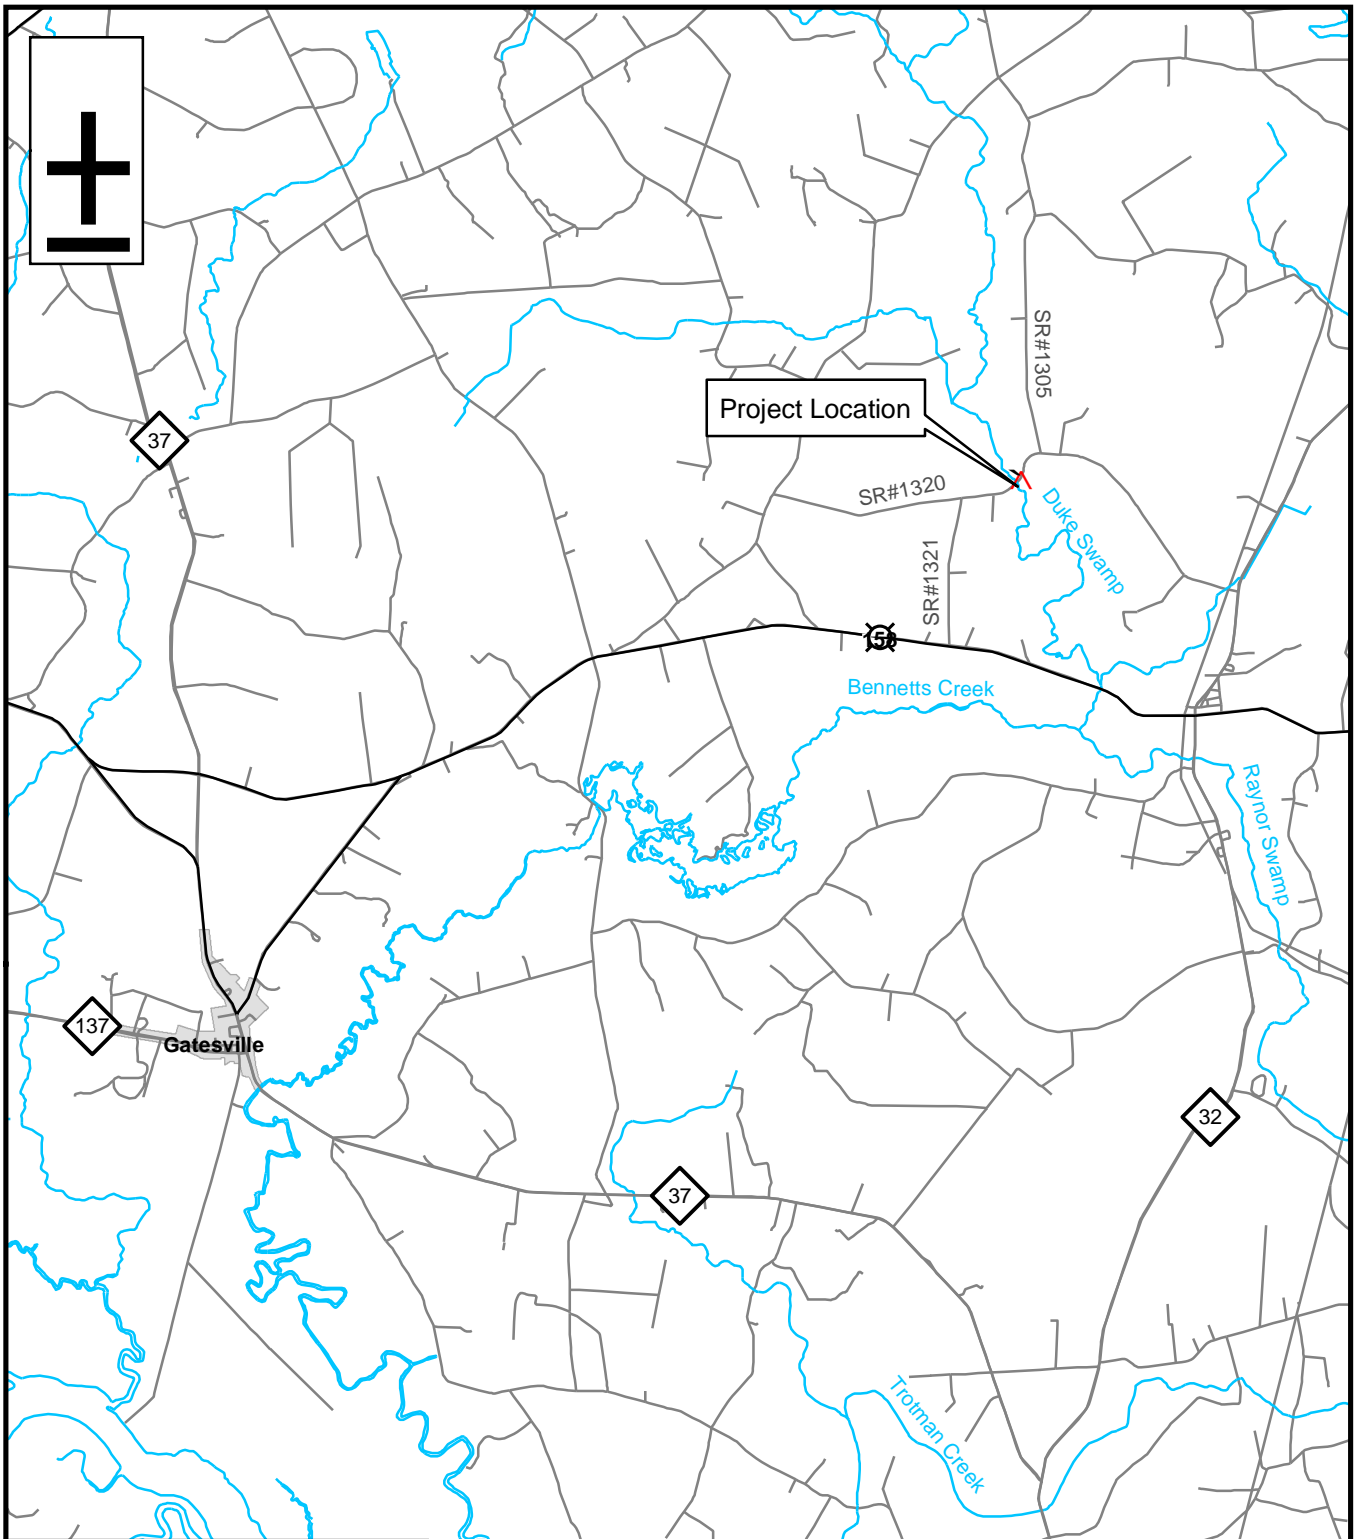 SR#1305
Project Location
37
SR#1320
Duke Swamp
SR#1321
158
Bennetts Creek
Raynor Swamp
137
Gatesville
32
37
Trotman Creek